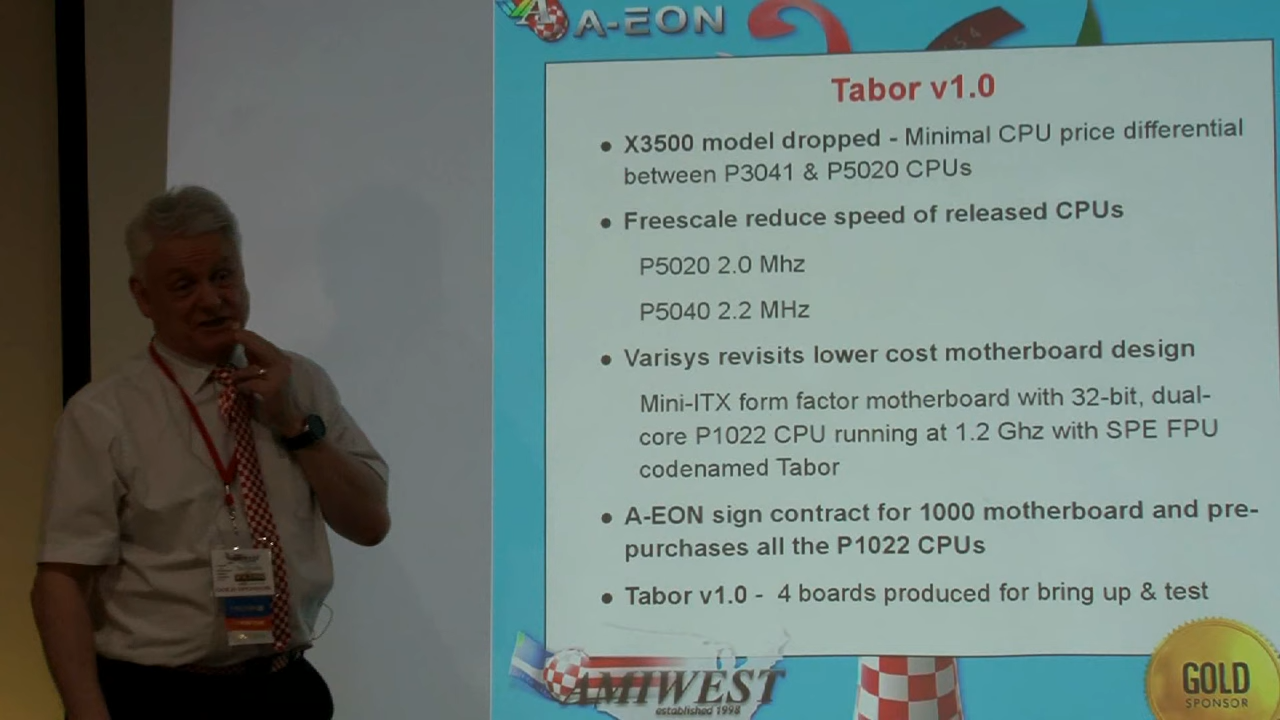 A-EON
Tabor v1.0
• X3500 model dropped - Minimal CPU price differential
between P3041 & P5020 CPUs
• Freescale reduce speed of released CPUs
P5020 2.0 Mhz
P5040 2.2 MHz
• Varisys revisits lower cost motherboard design
Mini-ITX form factor motherboard with 32-bit, dual-
core P1022 CPU running at 1.2 Ghz with SPE FPU
codenamed Tabor
• A-EON sign contract for 1000 motherboard and pre-
purchases all the P1022 CPUs
• Tabor v1.0 - 4 boards produced for bring up & test
AMIWEST
established 1998
GOLD
SPONSOR